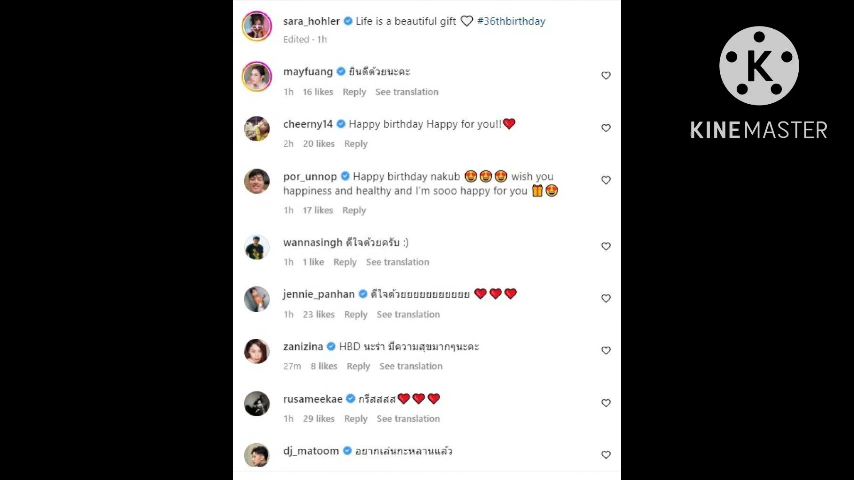 sara_hohler Life is a beautiful gift #36thbirthday
Edited · 1h
mayfuang ยินดีด้วยนะคะ
1h 16 likes Reply See translation
cheerny14 Happy birthday Happy for you!!
2h 20 likes Reply
por_unnop Happy birthday nakub wish you
happiness and healthy and I'm sooo happy for you
1h 17 likes Reply
wannasingh ดีใจด้วยครับ :)
1h 1 like Reply See translation
jennie_panhan ดีใจด้วยยยยยยยยยยย
1h 23 likes Reply See translation
zanizina HBD นะร่า มีความสุขมากๆนะคะ
27m 8 likes Reply See translation
rusameekae กรีสสสส
1h 29 likes Reply See translation
dj_matoom อยากเล่นกะหลานแล้ว
K
KINEMASTER